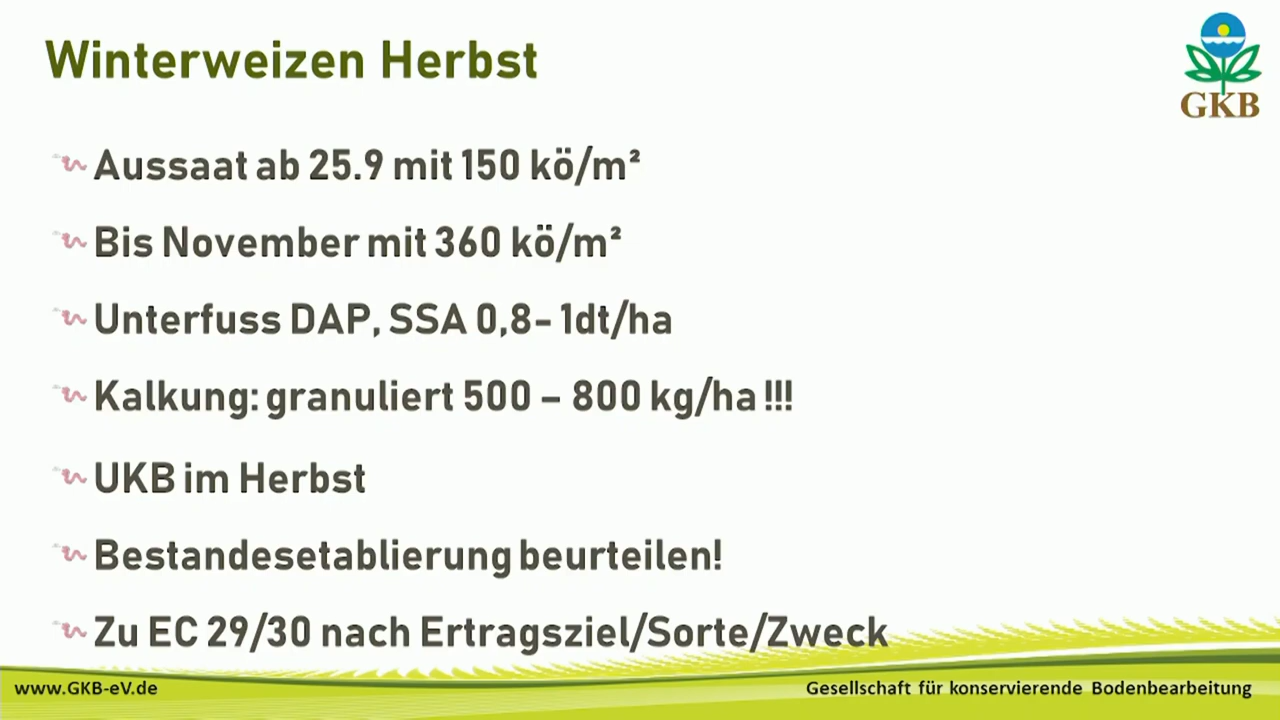 Winterweizen Herbst
GKB
Aussaat ab 25.9 mit 150 kö/m²
Bis November mit 360 kö/m²
Unterfuss DAP, SSA 0,8- 1dt/ha
Kalkung: granuliert 500 – 800 kg/ha !!!
UKB im Herbst
Bestandesetablierung beurteilen!
Zu EC 29/30 nach Ertragsziel/Sorte/Zweck
www.GKB-eV.de
Gesellschaft für konservierende Bodenbearbeitung